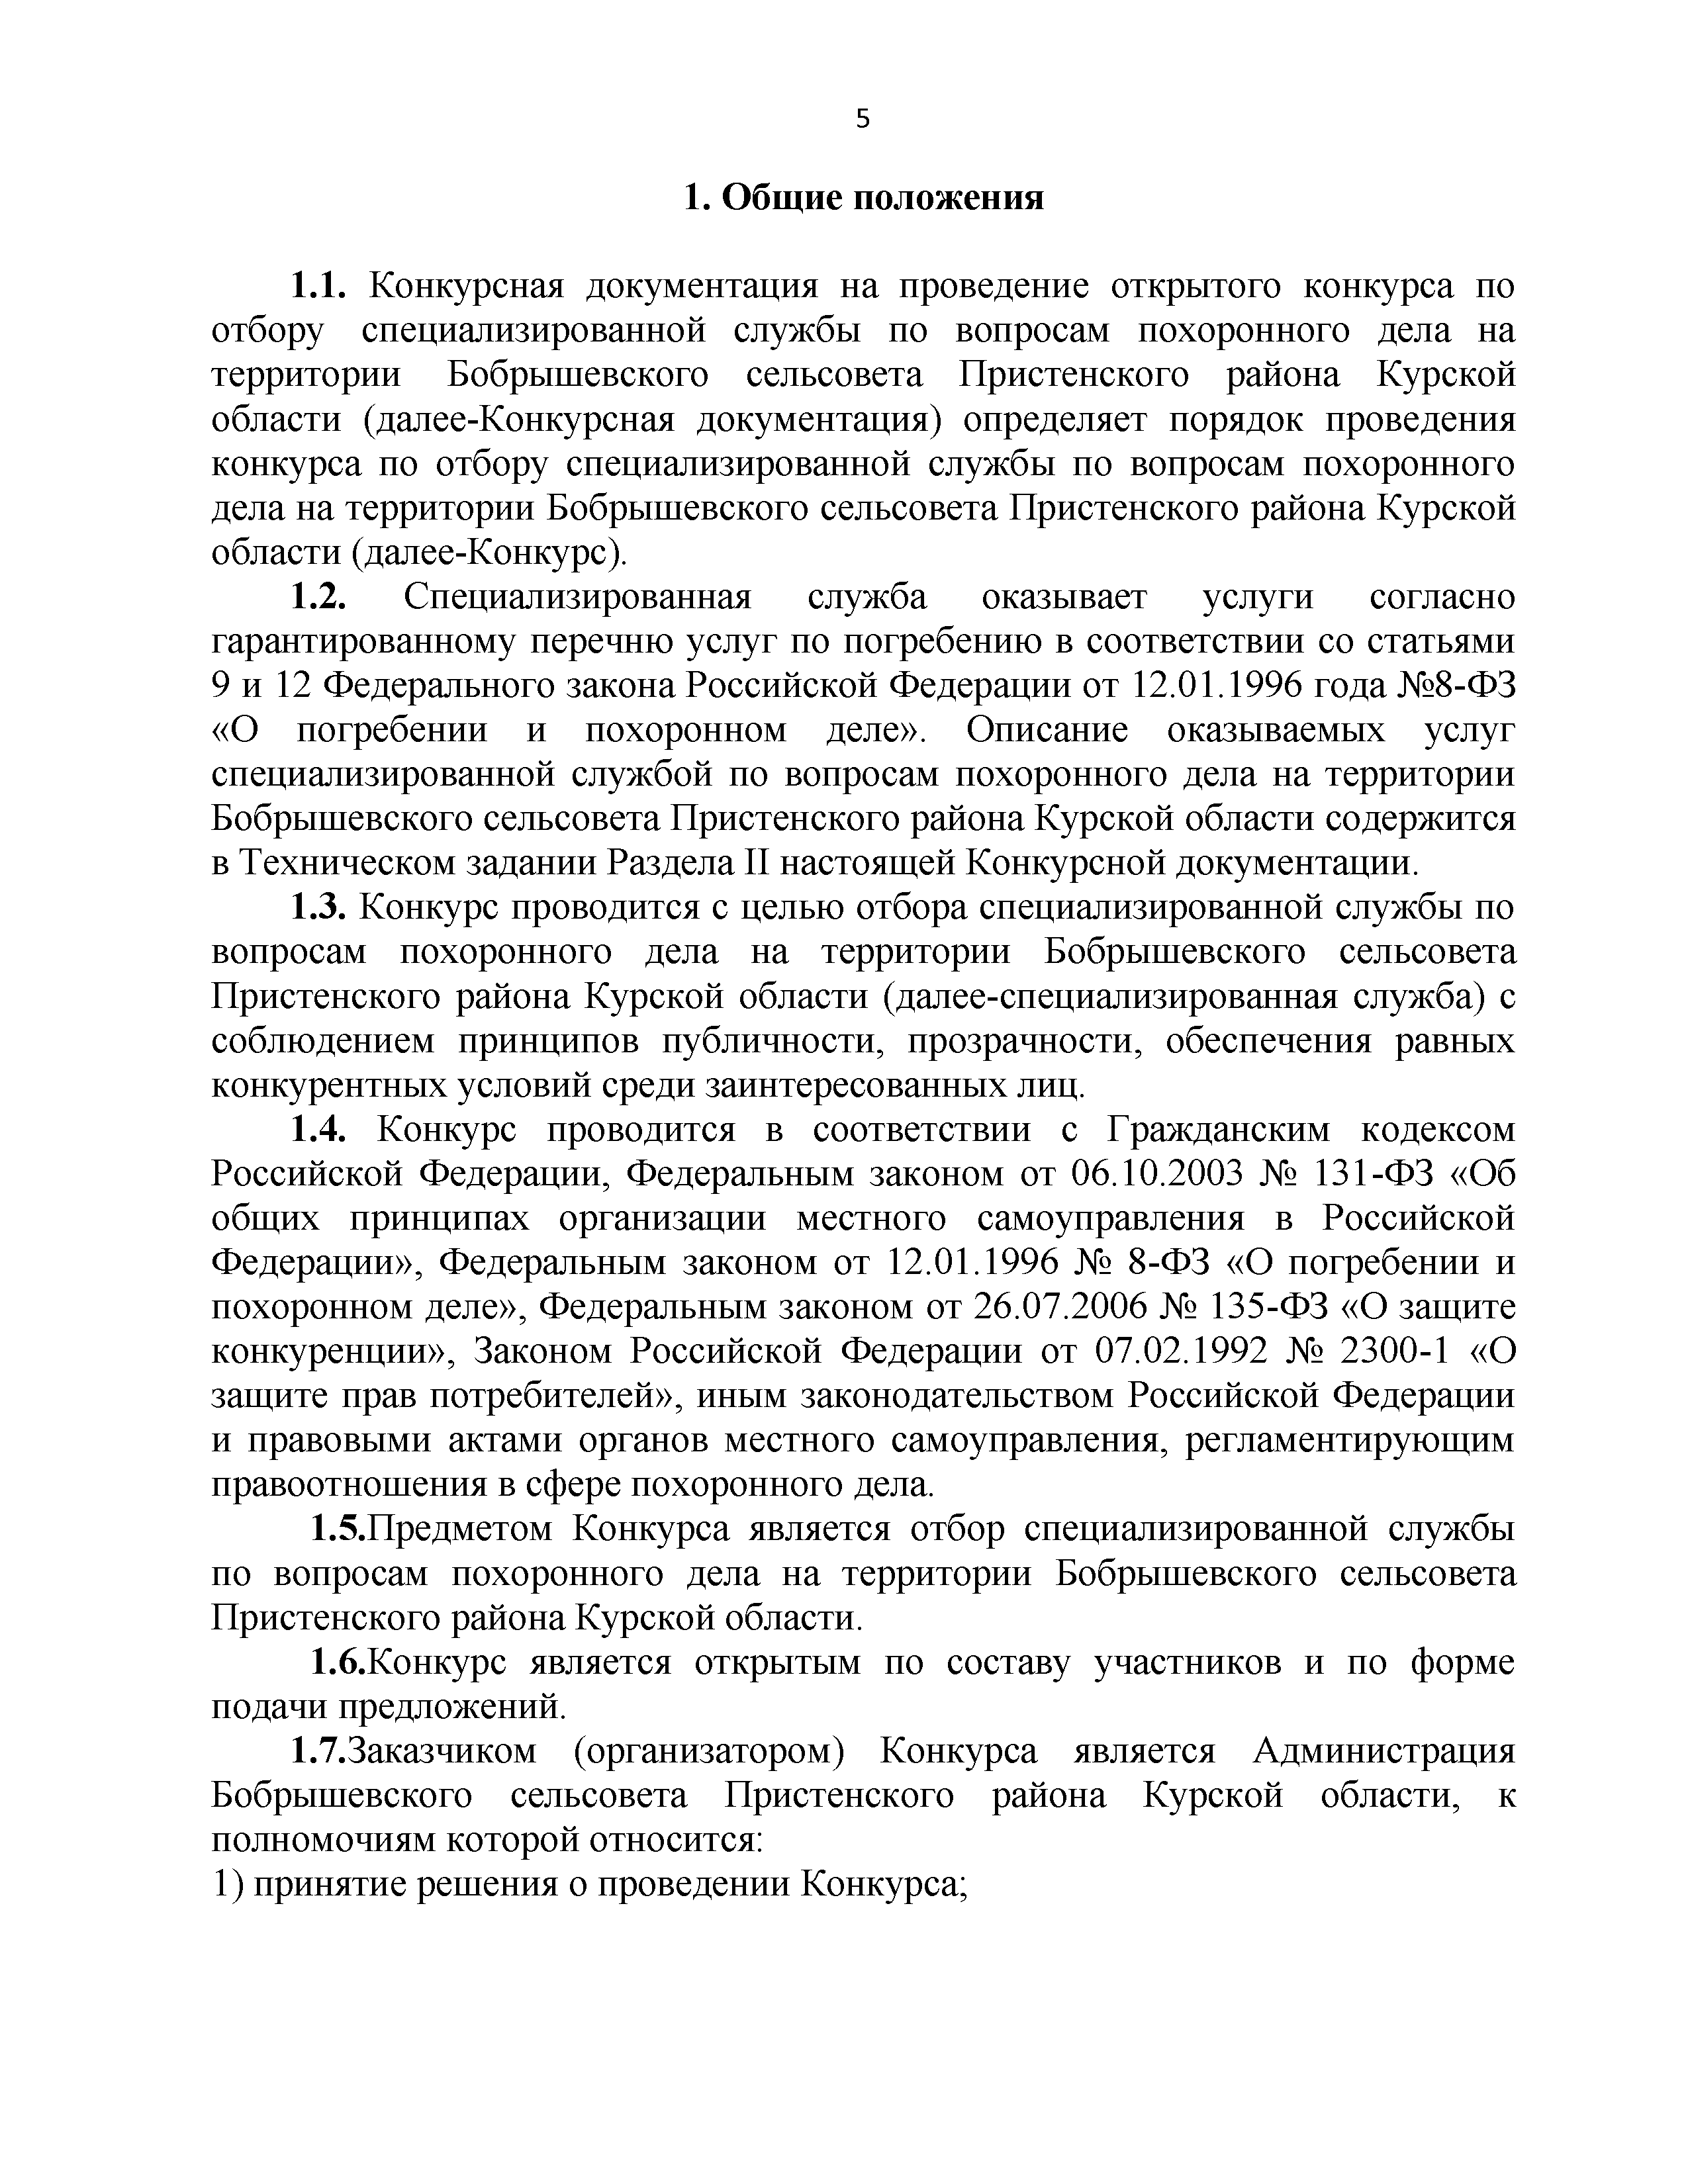 5
1. Общие положения
1.1. Конкурсная документация на проведение открытого конкурса по
отбору специализированной службы по вопросам похоронного дела на
территории Бобрышевского сельсовета Пристенского района Курской
области (далее-Конкурсная документация) определяет порядок проведения
конкурса по отбору специализированной службы по вопросам похоронного
дела на территории Бобрышевского сельсовета Пристенского района Курской
области (далее-Конкурс).
1.2. Специализированная служба оказывает услуги согласно
гарантированному перечню услуг по погребению в соответствии со статьями
9 и 12 Федерального закона Российской Федерации от 12.01.1996 года №8-ФЗ
«О погребении и похоронном деле». Описание оказываемых услуг
специализированной службой по вопросам похоронного дела на территории
Бобрышевского сельсовета Пристенского района Курской области содержится
в Техническом задании Раздела II настоящей Конкурсной документации.
1.3. Конкурс проводится с целью отбора специализированной службы по
вопросам похоронного дела на территории Бобрышевского сельсовета
Пристенского района Курской области (далее-специализированная служба) с
соблюдением принципов публичности, прозрачности, обеспечения равных
конкурентных условий среди заинтересованных лиц.
1.4. Конкурс проводится в соответствии с Гражданским кодексом
Российской Федерации, Федеральным законом от 06.10.2003 № 131-ФЗ «Об
общих принципах организации местного самоуправления в Российской
Федерации», Федеральным законом от 12.01.1996 № 8-ФЗ «О погребении и
похоронном деле», Федеральным законом от 26.07.2006 № 135-ФЗ «О защите
конкуренции», Законом Российской Федерации от 07.02.1992 № 2300-1 «О
защите прав потребителей», иным законодательством Российской Федерации
и правовыми актами органов местного самоуправления, регламентирующим
правоотношения в сфере похоронного дела.
1.5.Предметом Конкурса является отбор специализированной службы
по вопросам похоронного дела на территории Бобрышевского сельсовета
Пристенского района Курской области.
1.6.Конкурс является открытым по составу участников и по форме
подачи предложений.
1.7.Заказчиком (организатором) Конкурса является Администрация
Бобрышевского сельсовета Пристенского района Курской области, к
полномочиям которой относится:
1) принятие решения о проведении Конкурса;